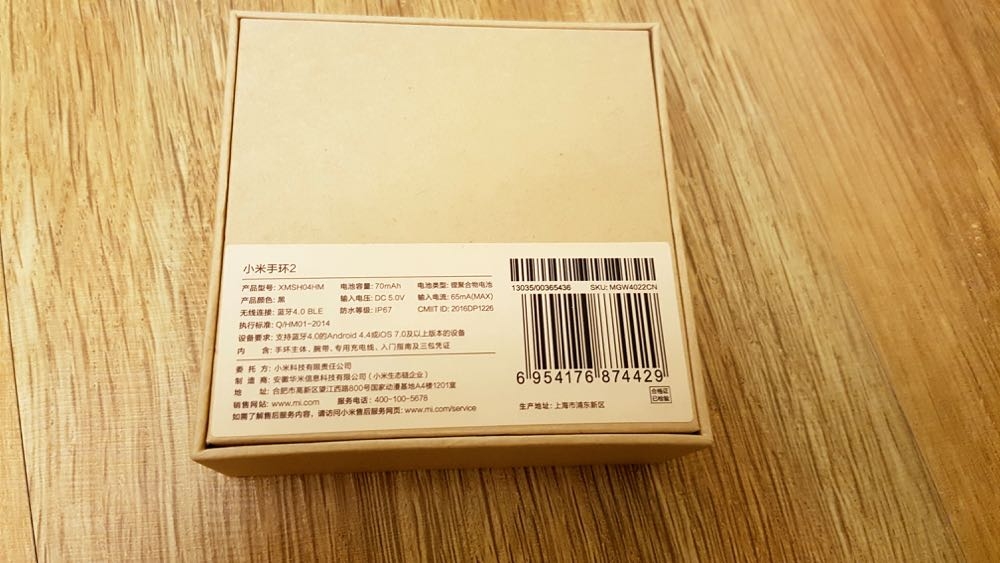 小米手环2
产品型号: XMSH04HM 电池容量: 70mAh 电池类型: 锂聚合物电池
产品颜色: 黑 输入电压: DC 5.0V 输入电流: 65mA(MAX)
无线连接: 蓝牙4.0 BLE 防水等级: IP67 CMIIT ID: 2016DP1226
执行标准: Q/HM01-2014
设备要求: 支持蓝牙4.0的Android 4.4或iOS 7.0及以上版本的设备
内 含: 手环主体、腕带、专用充电线、入门指南及三包凭证
委 托 方: 小米科技有限责任公司
制 造 商: 安徽华米信息科技有限公司（小米生态链企业）
地 址: 合肥市高新区望江西路800号国家动漫基地A4楼1201室
销售网站: www.mi.com 服务电话: 400-100-5678
如需了解售后服务内容，请访问小米售后服务网页: www.mi.com/service
13035/00365436 SKU: MGW4022CN
6 954176 874429
合格证
已检验
生产地址: 上海市浦东新区